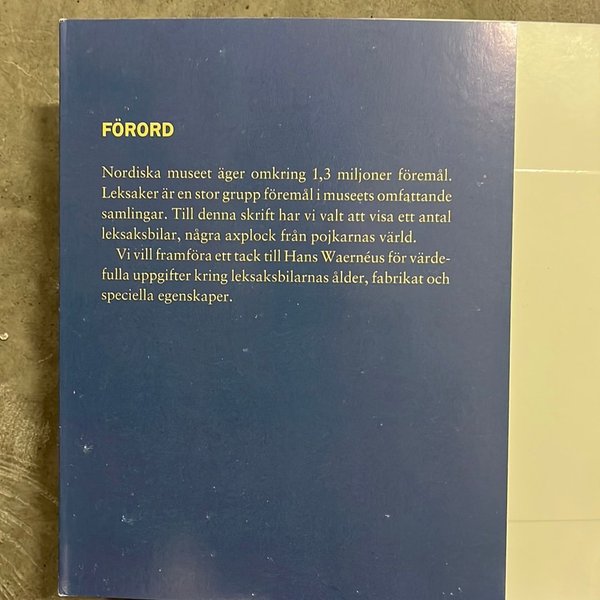 FÖRORD
Nordiska museet äger omkring 1,3 miljoner föremål.
Leksaker är en stor grupp föremål i museets omfattande
samlingar. Till denna skrift har vi valt att visa ett antal
leksaksbilar, några axplock från pojkarnas värld.
Vi vill framföra ett tack till Hans Waernéus för värde-
fulla uppgifter kring leksaksbilarnas ålder, fabrikat och
speciella egenskaper.